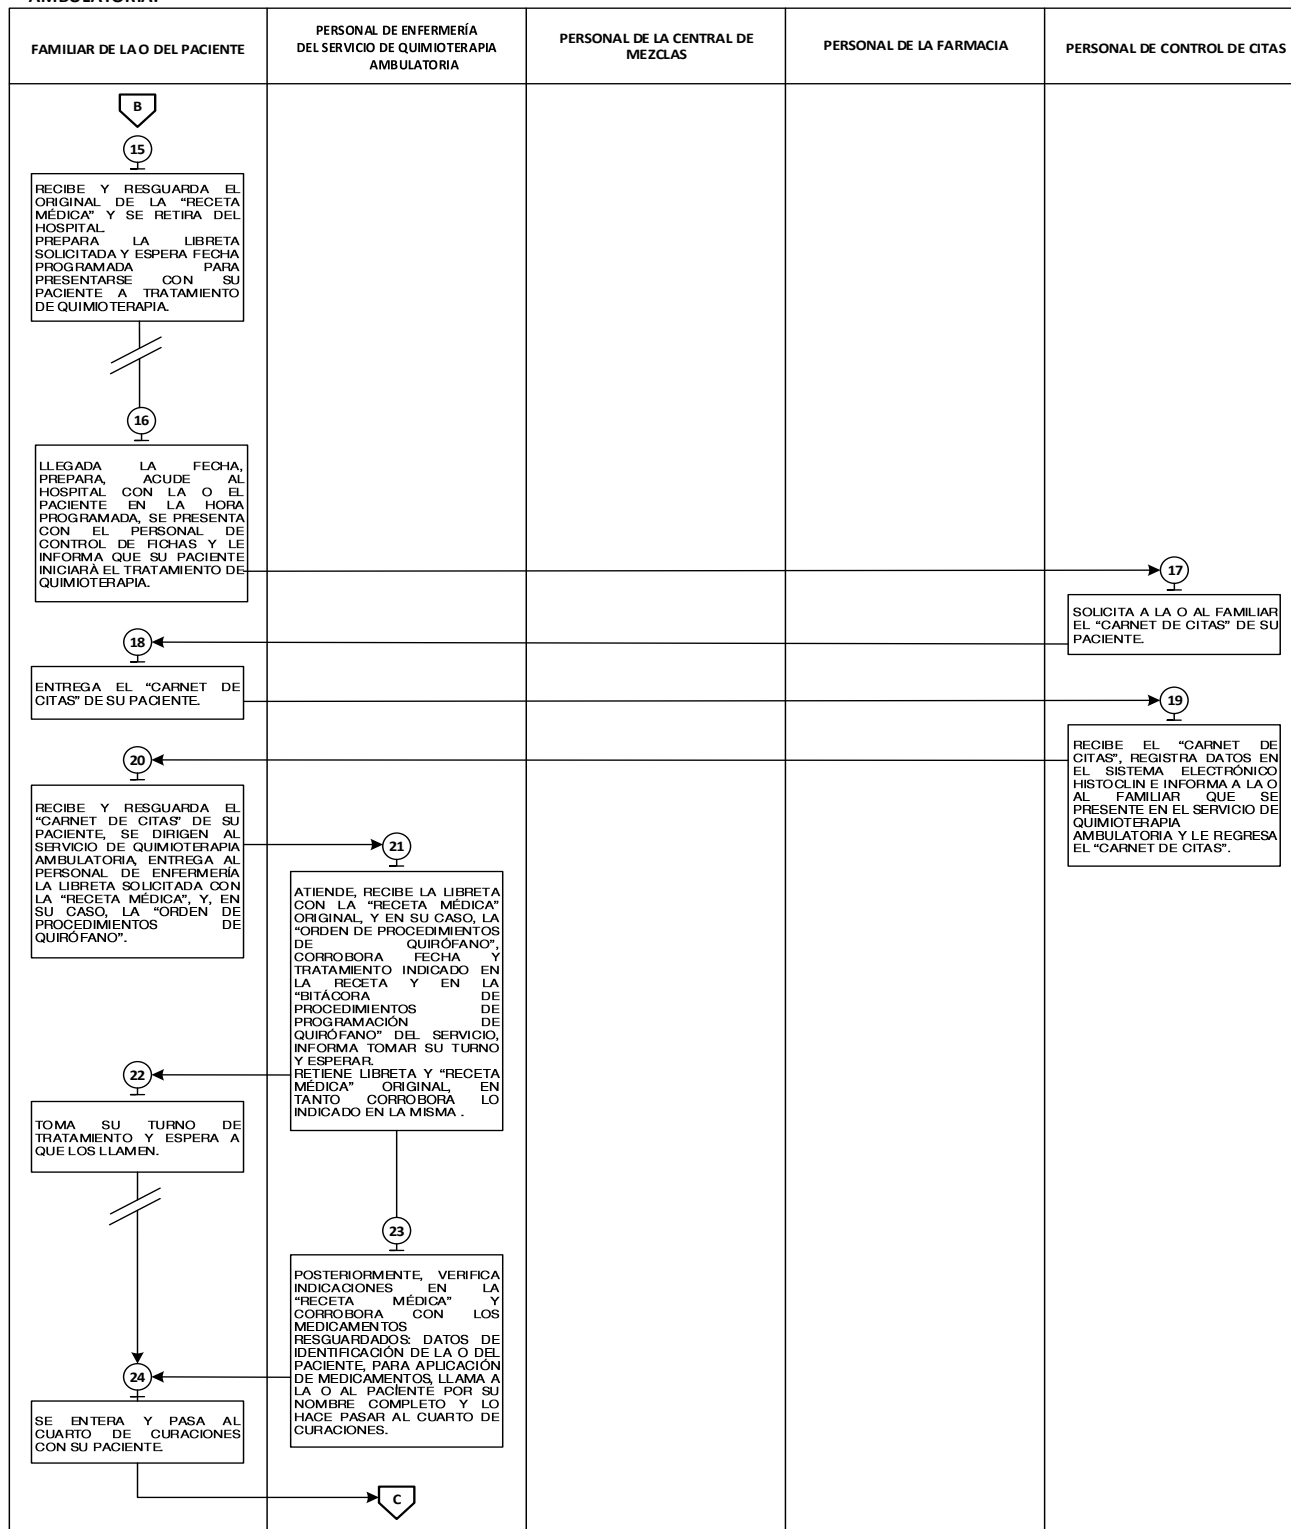 AMBULATORIA.
FAMILIAR DE LA O DEL PACIENTE
PERSONAL DE ENFERMERÍA
DEL SERVICIO DE QUIMIOTERAPIA
AMBULATORIA
PERSONAL DE LA CENTRAL DE
MEZCLAS
PERSONAL DE LA FARMACIA
PERSONAL DE CONTROL DE CITAS
B
15
RECIBE Y RESGUARDA EL
ORIGINAL DE LA “RECETA
MÉDICA” Y SE RETIRA DEL
HOSPITAL.
PREPARA LA LIBRETA
SOLICITADA Y ESPERA FECHA
PROGRAMADA PARA
PRESENTARSE CON SU
PACIENTE A TRATAMIENTO
DE QUIMIOTERAPIA.
16
LLEGADA LA FECHA,
PREPARA, ACUDE AL
HOSPITAL CON LA O EL
PACIENTE EN LA HORA
PROGRAMADA, SE PRESENTA
CON EL PERSONAL DE
CONTROL DE FICHAS Y LE
INFORMA QUE SU PACIENTE
INICIARÀ EL TRATAMIENTO DE
QUIMIOTERAPIA.
17
SOLICITA A LA O AL FAMILIAR
EL “CARNET DE CITAS” DE SU
PACIENTE.
18
ENTREGA EL “CARNET DE
CITAS” DE SU PACIENTE.
19
RECIBE EL “CARNET DE
CITAS”, REGISTRA DATOS EN
EL SISTEMA ELECTRÓNICO
HISTOCLIN E INFORMA A LA O
AL FAMILIAR QUE SE
PRESENTE EN EL SERVICIO DE
QUIMIOTERAPIA
AMBULATORIA Y LE REGRESA
EL “CARNET DE CITAS”.
20
RECIBE Y RESGUARDA EL
“CARNET DE CITAS” DE SU
PACIENTE, SE DIRIGEN AL
SERVICIO DE QUIMIOTERAPIA
AMBULATORIA, ENTREGA AL
PERSONAL DE ENFERMERÍA
LA LIBRETA SOLICITADA CON
LA “RECETA MÉDICA”, Y, EN
SU CASO, LA “ORDEN DE
PROCEDIMIENTOS DE
QUIRÓFANO”.
21
ATIENDE, RECIBE LA LIBRETA
CON LA “RECETA MÉDICA”
ORIGINAL, Y EN SU CASO, LA
“ORDEN DE PROCEDIMIENTOS
DE QUIRÓFANO”,
CORROBORA FECHA Y
TRATAMIENTO INDICADO EN
LA RECETA Y EN LA
“BITÁCORA DE
PROCEDIMIENTOS DE
PROGRAMACIÓN DE
QUIRÓFANO” DEL SERVICIO,
INFORMA TOMAR SU TURNO
Y ESPERAR.
RETIENE LIBRETA Y “RECETA
MÉDICA” ORIGINAL, EN
TANTO CORROBORA LO
INDICADO EN LA MISMA .
22
TOMA SU TURNO DE
TRATAMIENTO Y ESPERA A
QUE LOS LLAMEN.
23
POSTERIORMENTE, VERIFICA
INDICACIONES EN LA
“RECETA MÉDICA” Y
CORROBORA CON LOS
MEDICAMENTOS
RESGUARDADOS: DATOS DE
IDENTIFICACIÓN DE LA O DEL
PACIENTE, PARA APLICACIÓN
DE MEDICAMENTOS, LLAMA A
LA O AL PACÍENTE POR SU
NOMBRE COMPLETO Y LO
HACE PASAR AL CUARTO DE
CURACIONES.
24
SE ENTERA Y PASA AL
CUARTO DE CURACIONES
CON SU PACIENTE.
C